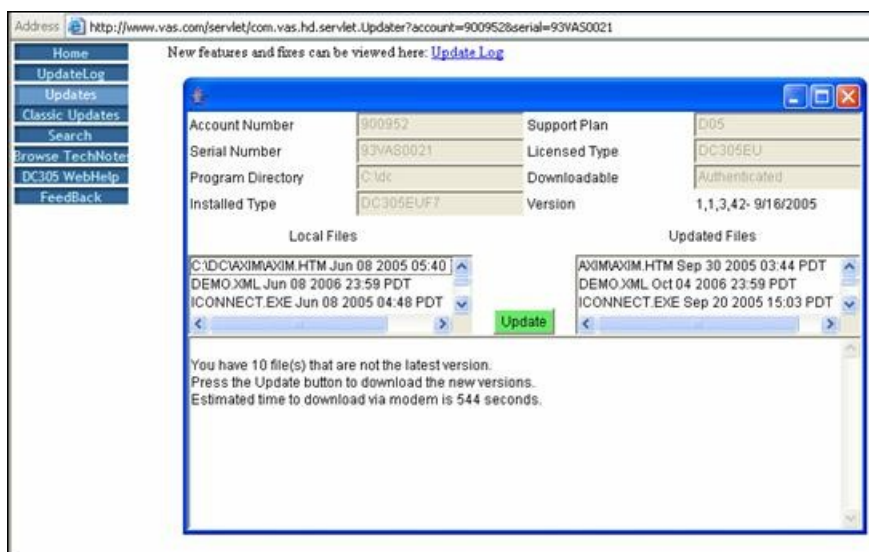 Address http://www.vas.com/servlet/com.vas.hd.servlet.Updater?account=900952&serial=93VAS0021
Home
UpdateLog
Updates
Classic Updates
Search
Browse TechNotes
DC305 WebHelp
FeedBack
New features and fixes can be viewed here: Update Log
Account Number 900952 Support Plan D05
Serial Number 93VAS0021 Licensed Type DC305EU
Program Directory C:\dc Downloadable Authenticated
Installed Type DC305EUF7 Version 1,1,3,42- 9/16/2005
Local Files Updated Files
C:\DC\AXIM\AXIM.HTM Jun 08 2005 05:40 AXIM\AXIM.HTM Sep 30 2005 03:44 PDT
DEMO.XML Jun 08 2006 23:59 PDT DEMO.XML Oct 04 2006 23:59 PDT
ICONNECT.EXE Jun 08 2005 04:48 PDT ICONNECT.EXE Sep 20 2005 15:03 PDT
Update
You have 10 file(s) that are not the latest version.
Press the Update button to download the new versions.
Estimated time to download via modem is 544 seconds.